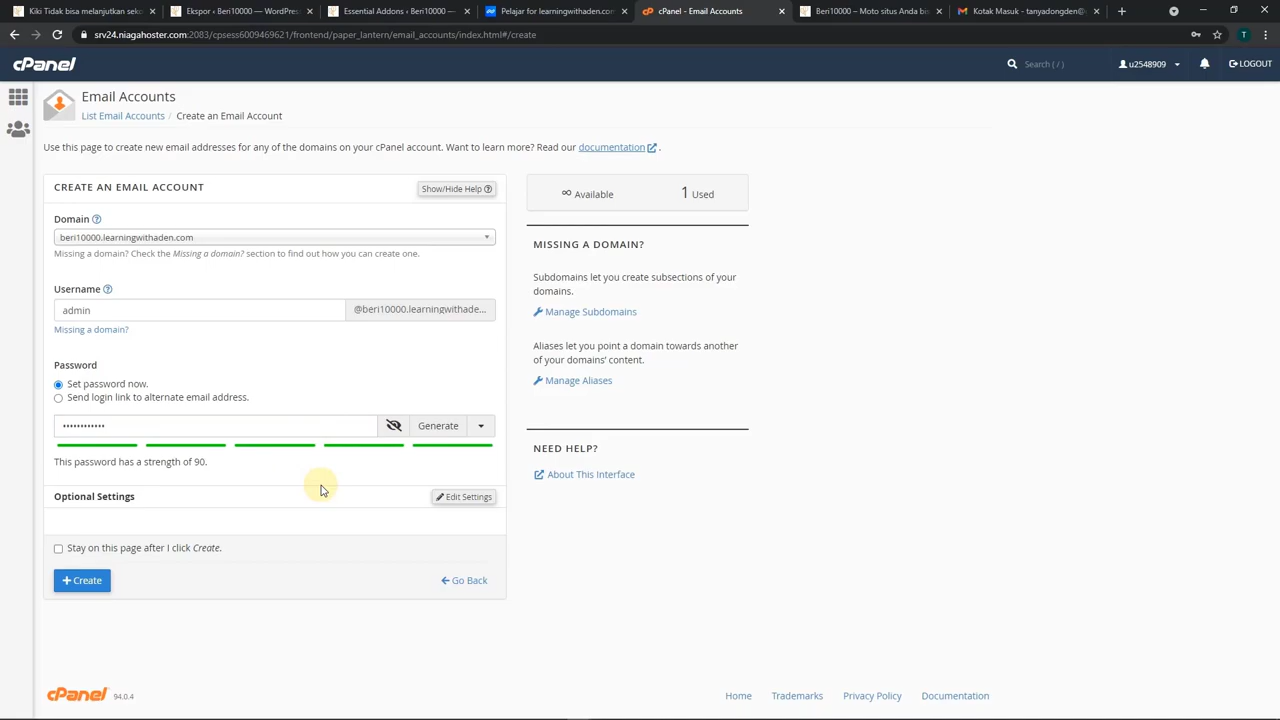 Kiki Tidak bisa melanjutkan sekol
Ekspor ‹ Beri10000 — WordPres
Essential Addons ‹ Beri10000 —
Pelajar for learningwithaden.com
cPanel - Email Accounts
Beri10000 – Moto situs Anda bi
Kotak Masuk - tanyadongden@
srv24.niagahoster.com:2083/cpsess6009469621/frontend/paper_lantern/email_accounts/index.html#/create
T
cPanel
Search ( / )
u2548909
LOGOUT
Email Accounts
List Email Accounts / Create an Email Account
Use this page to create new email addresses for any of the domains on your cPanel account. Want to learn more? Read our documentation .
CREATE AN EMAIL ACCOUNT
Show/Hide Help
Domain
beri10000.learningwithaden.com
Missing a domain? Check the Missing a domain? section to find out how you can create one.
Username
admin
@beri10000.learningwithade...
Missing a domain?
Password
Set password now.
Send login link to alternate email address.
••••••••••••
Generate
This password has a strength of 90.
Optional Settings
Edit Settings
Stay on this page after I click Create.
+ Create
Go Back
∞ Available
1 Used
MISSING A DOMAIN?
Subdomains let you create subsections of your
domains.
Manage Subdomains
Aliases let you point a domain towards another
of your domains’ content.
Manage Aliases
NEED HELP?
About This Interface
cPanel 94.0.4
Home
Trademarks
Privacy Policy
Documentation